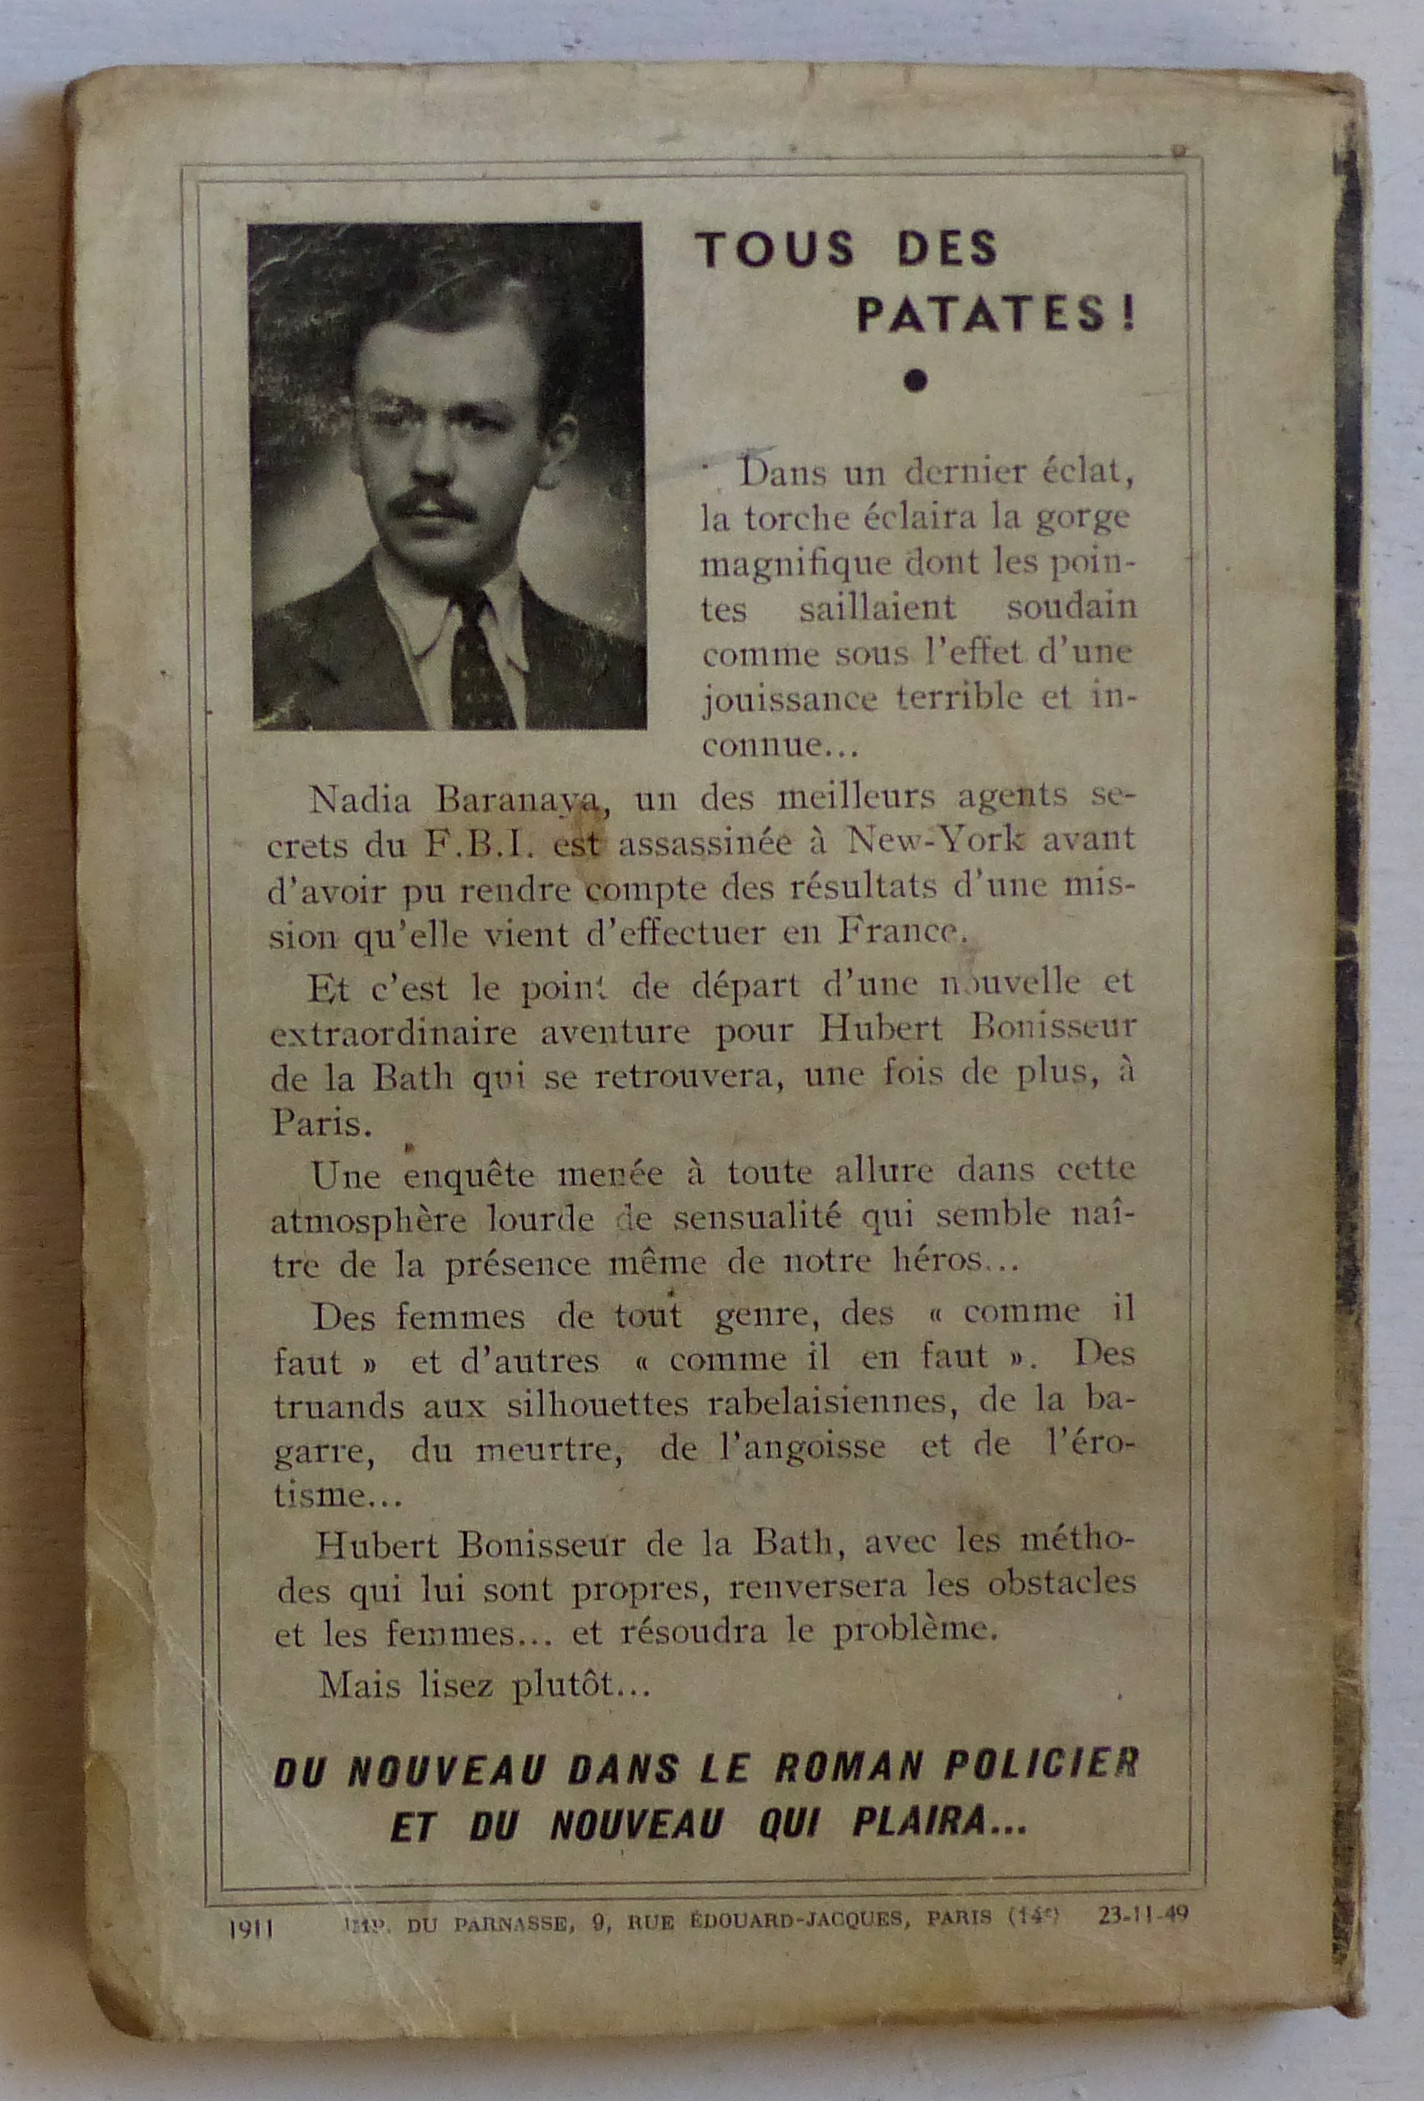 TOUS DES
PATATES !
Dans un dernier éclat,
la torche éclaira la gorge
magnifique dont les poin-
tes saillaient soudain
comme sous l'effet d'une
jouissance terrible et in-
connue...
Nadia Baranaya, un des meilleurs agents se-
crets du F.B.I. est assassinée à New-York avant
d'avoir pu rendre compte des résultats d'une mis-
sion qu'elle vient d'effectuer en France.
Et c'est le point de départ d'une nouvelle et
extraordinaire aventure pour Hubert Bonisseur
de la Bath qui se retrouvera, une fois de plus, à
Paris.
Une enquête menée à toute allure dans cette
atmosphère lourde de sensualité qui semble naî-
tre de la présence même de notre héros...
Des femmes de tout genre, des « comme il
faut » et d'autres « comme il en faut ». Des
truands aux silhouettes rabelaisiennes, de la ba-
garre, du meurtre, de l'angoisse et de l'éro-
tisme...
Hubert Bonisseur de la Bath, avec les métho-
des qui lui sont propres, renversera les obstacles
et les femmes... et résoudra le problème.
Mais lisez plutôt...
DU NOUVEAU DANS LE ROMAN POLICIER
ET DU NOUVEAU QUI PLAIRA...
1911 IMP. DU PARNASSE, 9, RUE ÉDOUARD-JACQUES, PARIS (14e) 23-11-49